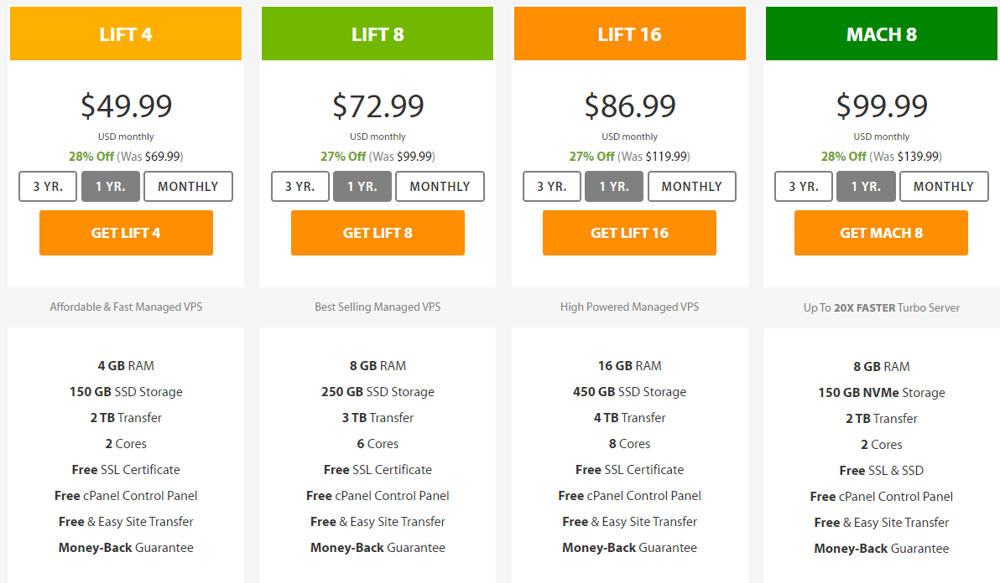 LIFT 4
$49.99
USD monthly
28% Off (Was $69.99)
3 YR. 1 YR. MONTHLY
GET LIFT 4
Affordable & Fast Managed VPS
4 GB RAM
150 GB SSD Storage
2 TB Transfer
2 Cores
Free SSL Certificate
Free cPanel Control Panel
Free & Easy Site Transfer
Money-Back Guarantee
LIFT 8
$72.99
USD monthly
27% Off (Was $99.99)
3 YR. 1 YR. MONTHLY
GET LIFT 8
Best Selling Managed VPS
8 GB RAM
250 GB SSD Storage
3 TB Transfer
6 Cores
Free SSL Certificate
Free cPanel Control Panel
Free & Easy Site Transfer
Money-Back Guarantee
LIFT 16
$86.99
USD monthly
27% Off (Was $119.99)
3 YR. 1 YR. MONTHLY
GET LIFT 16
High Powered Managed VPS
16 GB RAM
450 GB SSD Storage
4 TB Transfer
8 Cores
Free SSL Certificate
Free cPanel Control Panel
Free & Easy Site Transfer
Money-Back Guarantee
MACH 8
$99.99
USD monthly
28% Off (Was $139.99)
3 YR. 1 YR. MONTHLY
GET MACH 8
Up To 20X FASTER Turbo Server
8 GB RAM
150 GB NVMe Storage
2 TB Transfer
2 Cores
Free SSL & SSD
Free cPanel Control Panel
Free & Easy Site Transfer
Money-Back Guarantee